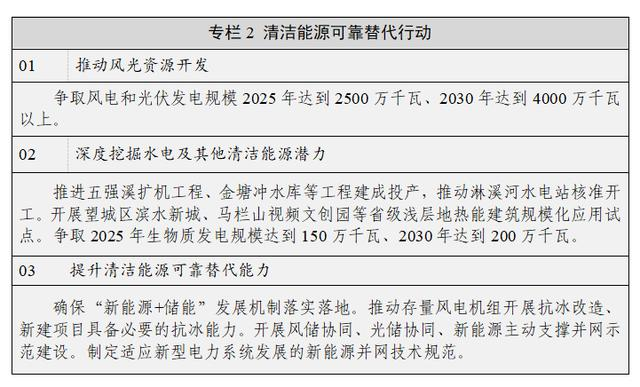 专栏 2 清洁能源可靠替代行动
01 推动风光资源开发
争取风电和光伏发电规模 2025 年达到 2500 万千瓦、2030 年达到 4000 万千瓦
以上。
02 深度挖掘水电及其他清洁能源潜力
推进五强溪扩机工程、金塘冲水库等工程建成投产，推动淋溪河水电站核准开
工。开展望城区滨水新城、马栏山视频文创园等省级浅层地热能建筑规模化应用试
点。争取 2025 年生物质发电规模达到 150 万千瓦、2030 年达到 200 万千瓦。
03 提升清洁能源可靠替代能力
确保“新能源+储能”发展机制落实落地。推动存量风电机组开展抗冰改造、
新建项目具备必要的抗冰能力。开展风储协同、光储协同、新能源主动支撑并网示
范建设。制定适应新型电力系统发展的新能源并网技术规范。